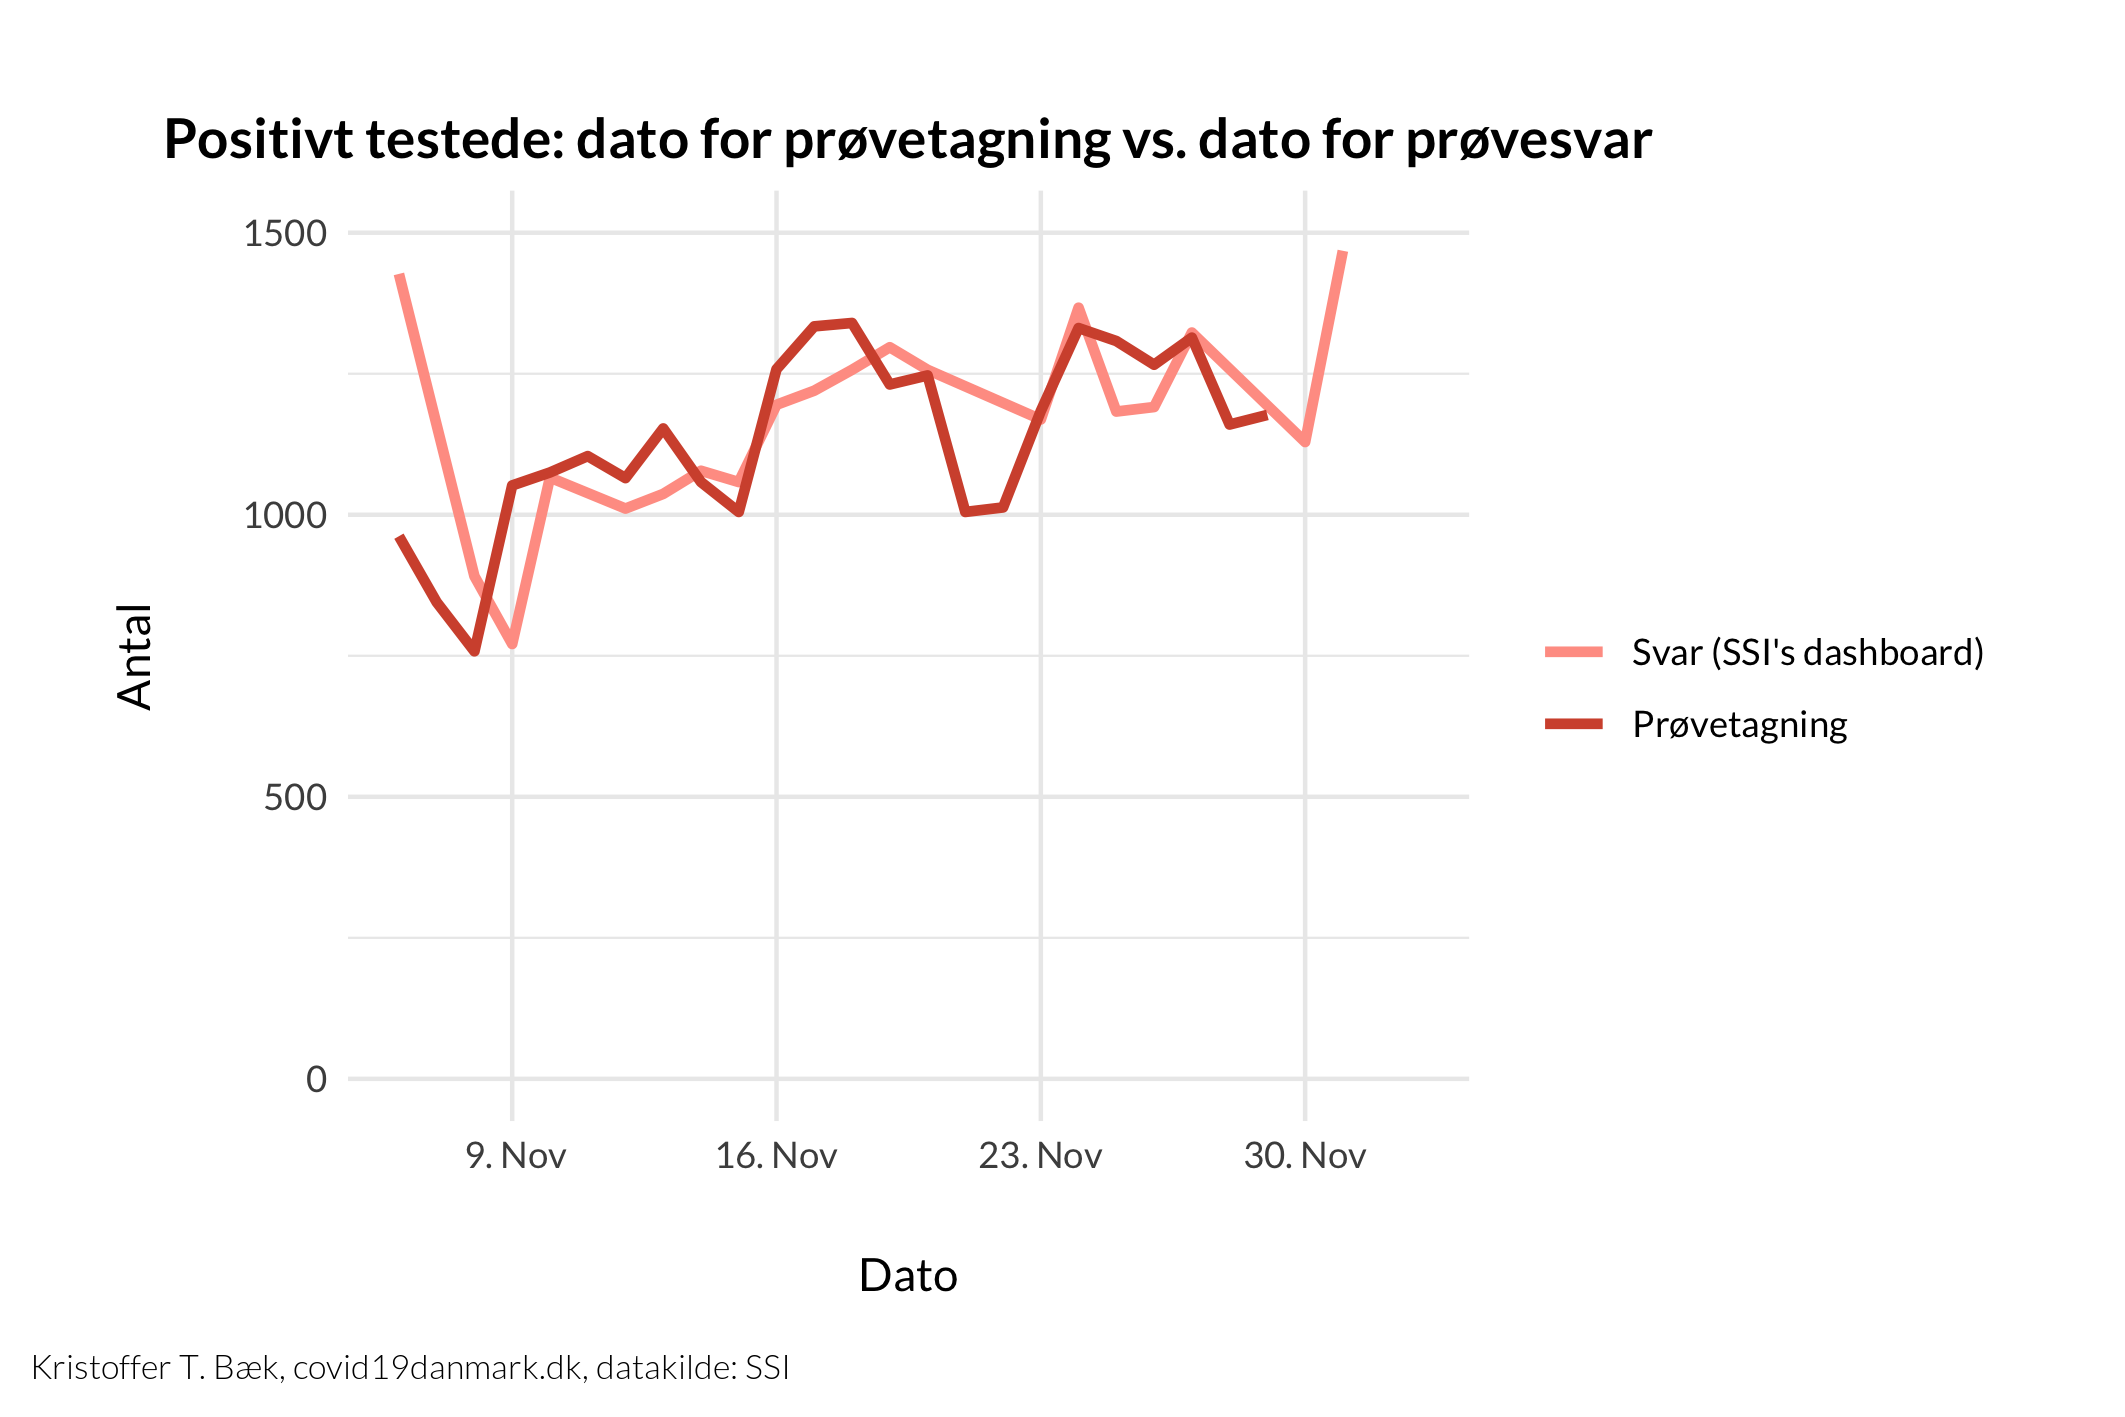 Positivt testede: dato for prøvetagning vs. dato for prøvesvar
1500
1000
500
0
Antal
9. Nov
16. Nov
23. Nov
30. Nov
Dato
Svar (SSI's dashboard)
Prøvetagning
Kristoffer T. Bæk, covid19danmark.dk, datakilde: SSI